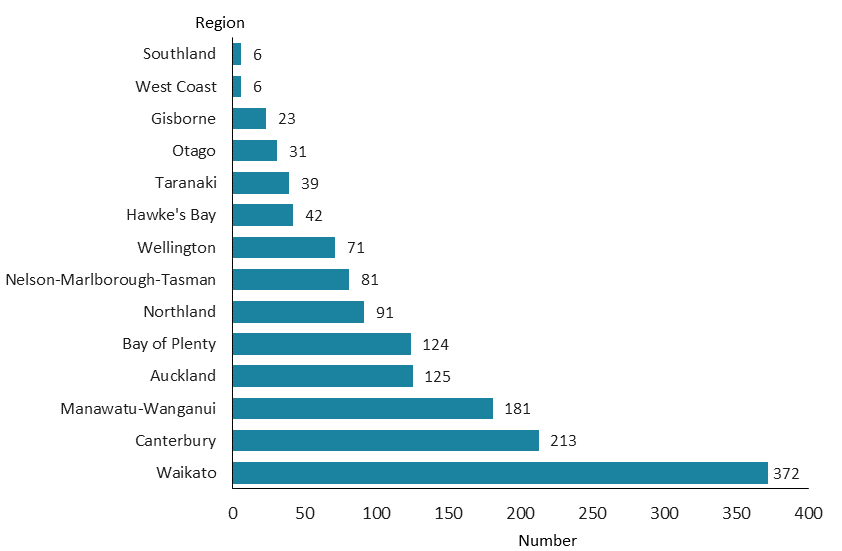 Region
Southland 6
West Coast 6
Gisborne 23
Otago 31
Taranaki 39
Hawke's Bay 42
Wellington 71
Nelson-Marlborough-Tasman 81
Northland 91
Bay of Plenty 124
Auckland 125
Manawatu-Wanganui 181
Canterbury 213
Waikato 372
0 50 100 150 200 250 300 350 400
Number